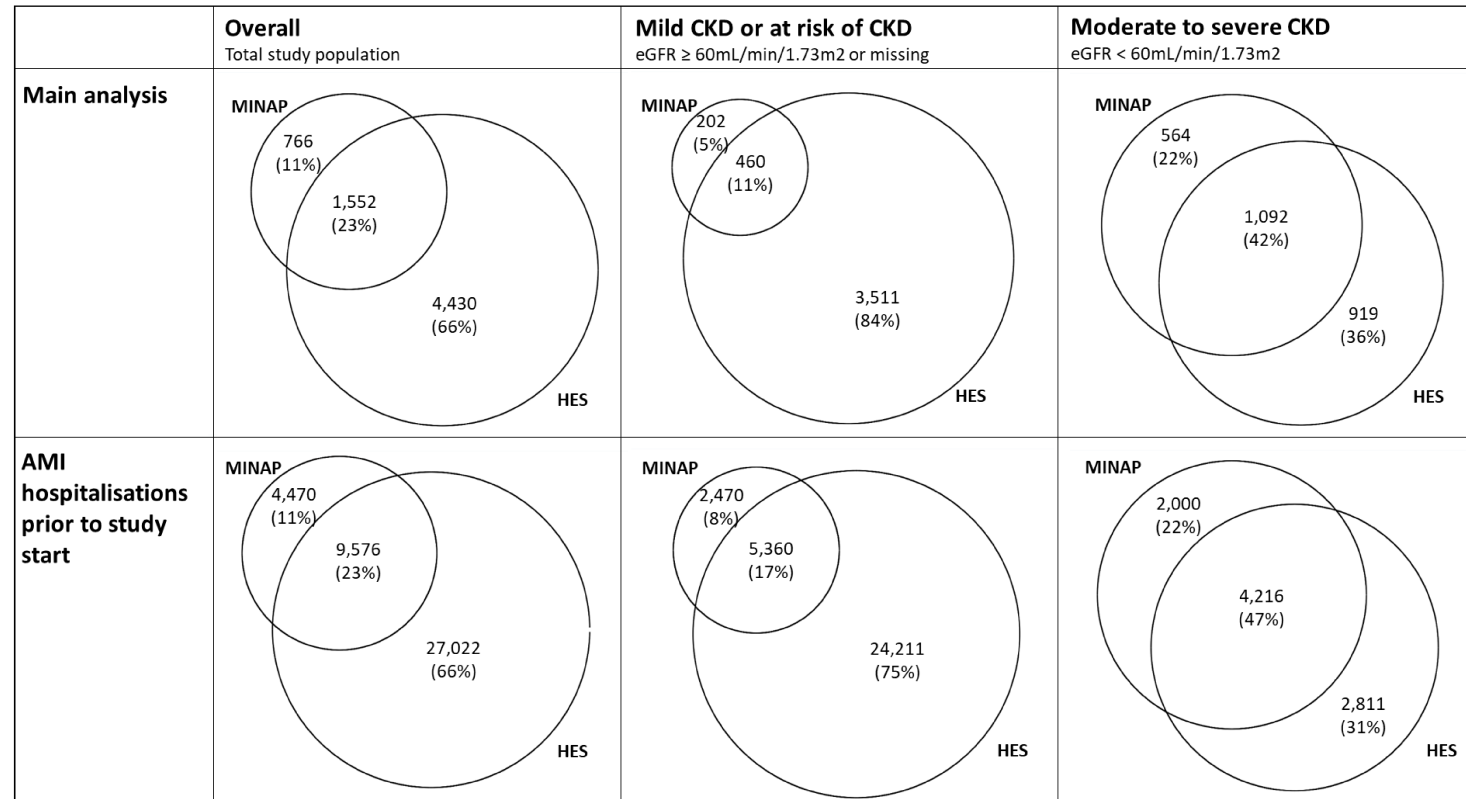 Overall
Total study population
Mild CKD or at risk of CKD
eGFR ≥ 60mL/min/1.73m2 or missing
Moderate to severe CKD
eGFR < 60mL/min/1.73m2
Main analysis
MINAP
766
(11%)
1,552
(23%)
4,430
(66%)
HES
MINAP
202
(5%)
460
(11%)
3,511
(84%)
HES
MINAP
564
(22%)
1,092
(42%)
919
(36%)
HES
AMI
hospitalisations
prior to study
start
MINAP
4,470
(11%)
9,576
(23%)
27,022
(66%)
HES
MINAP
2,470
(8%)
5,360
(17%)
24,211
(75%)
HES
MINAP
2,000
(22%)
4,216
(47%)
2,811
(31%)
HES